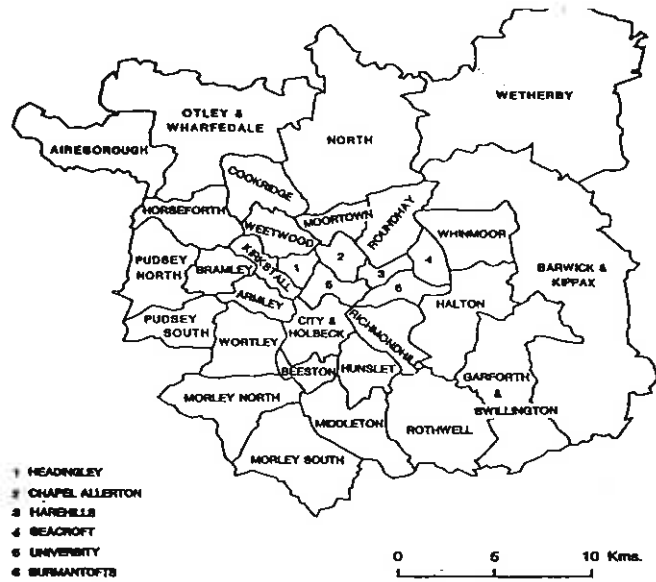 WETHERBY
OTLEY &
WHARFEDALE
NORTH
AIREBOROUGH
COOKRIDGE
HORSEFORTH
MOORTOWN
ROUNDHAY
WEETWOOD
WHINMOOR
KIRKSTALL
1
2
3
4
PUDSEY
NORTH
BRAMLEY
BARWICK &
KIPPAX
5
6
ARMLEY
HALTON
PUDSEY
SOUTH
CITY &
HOLBECK
RICHMONDHILL
WORTLEY
BEESTON
HUNSLET
GARFORTH
&
SWILLINGTON
MORLEY NORTH
MIDDLETON
ROTHWELL
MORLEY SOUTH
1 HEADINGLEY
2 CHAPEL ALLERTON
3 HAREHILLS
4 SEACROFT
5 UNIVERSITY
6 BURMANTOFTS
0 5 10 Kms.